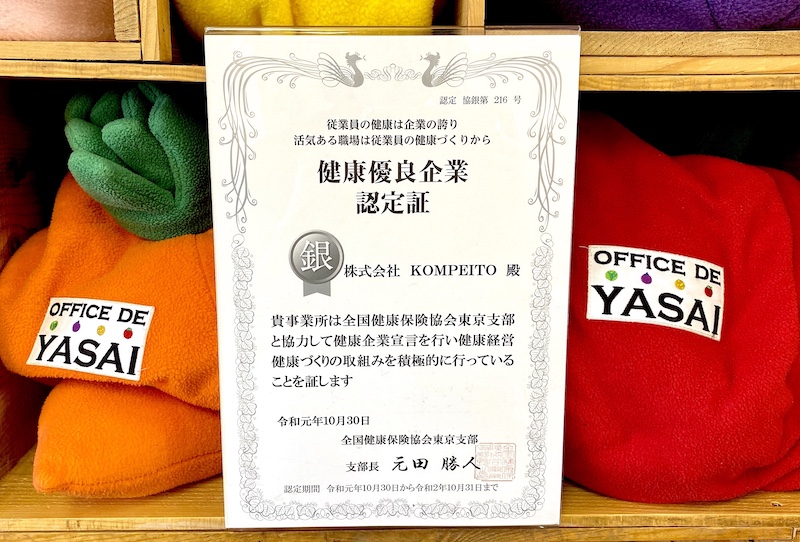 認定 協銀第 216 号
従業員の健康は企業の誇り
活気ある職場は従業員の健康づくりから
健康優良企業
認定証
銀
株式会社 KOMPEITO 殿
貴事業所は全国健康保険協会東京支部
と協力して健康企業宣言を行い健康経営
健康づくりの取組みを積極的に行っている
ことを証します
令和元年10月30日
全国健康保険協会東京支部
支部長 元田 勝人
認定期間 令和元年10月30日から令和2年10月31日まで
OFFICE DE
YASAI
OFFICE DE
YASAI